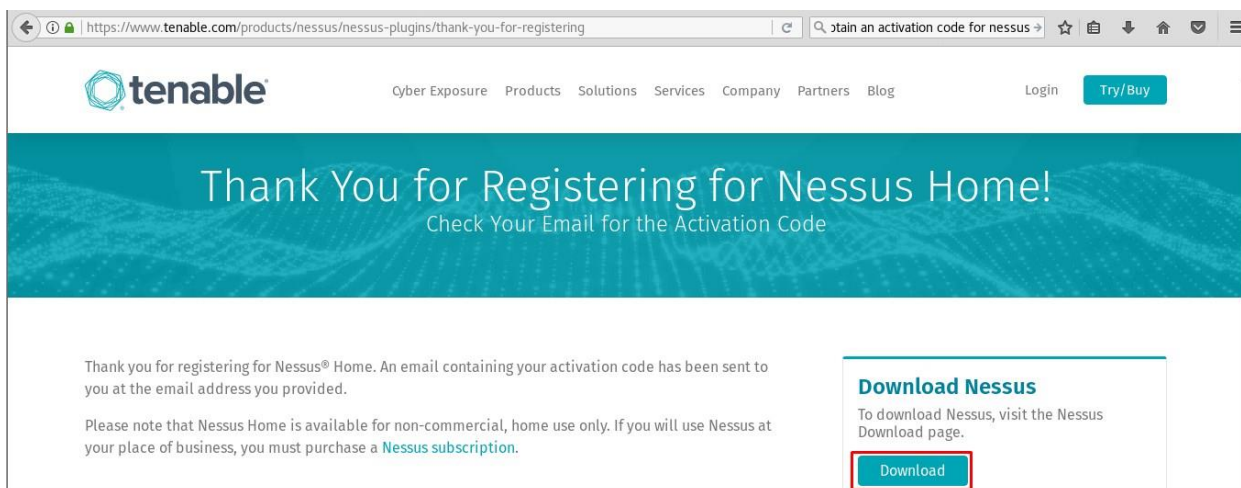 https://www.tenable.com/products/nessus/nessus-plugins/thank-you-for-registering
otain an activation code for nessus
tenable
Cyber Exposure Products Solutions Services Company Partners Blog Login Try/Buy
Thank You for Registering for Nessus Home!
Check Your Email for the Activation Code
Thank you for registering for Nessus® Home. An email containing your activation code has been sent to
you at the email address you provided.
Please note that Nessus Home is available for non-commercial, home use only. If you will use Nessus at
your place of business, you must purchase a Nessus subscription.
Download Nessus
To download Nessus, visit the Nessus
Download page.
Download